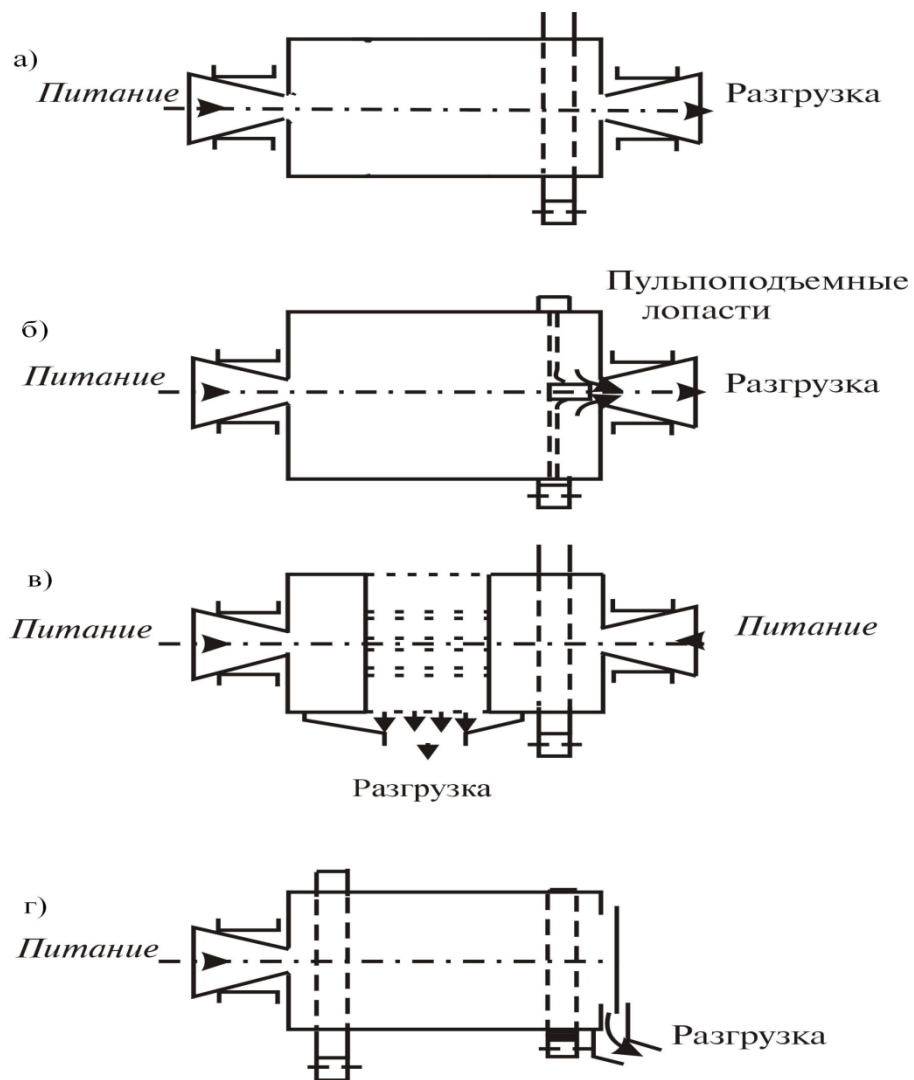 а)
Питание
Разгрузка
Пульпоподъемные
лопасти
б)
Питание
Разгрузка
в)
Питание
Питание
Разгрузка
г)
Питание
Разгрузка